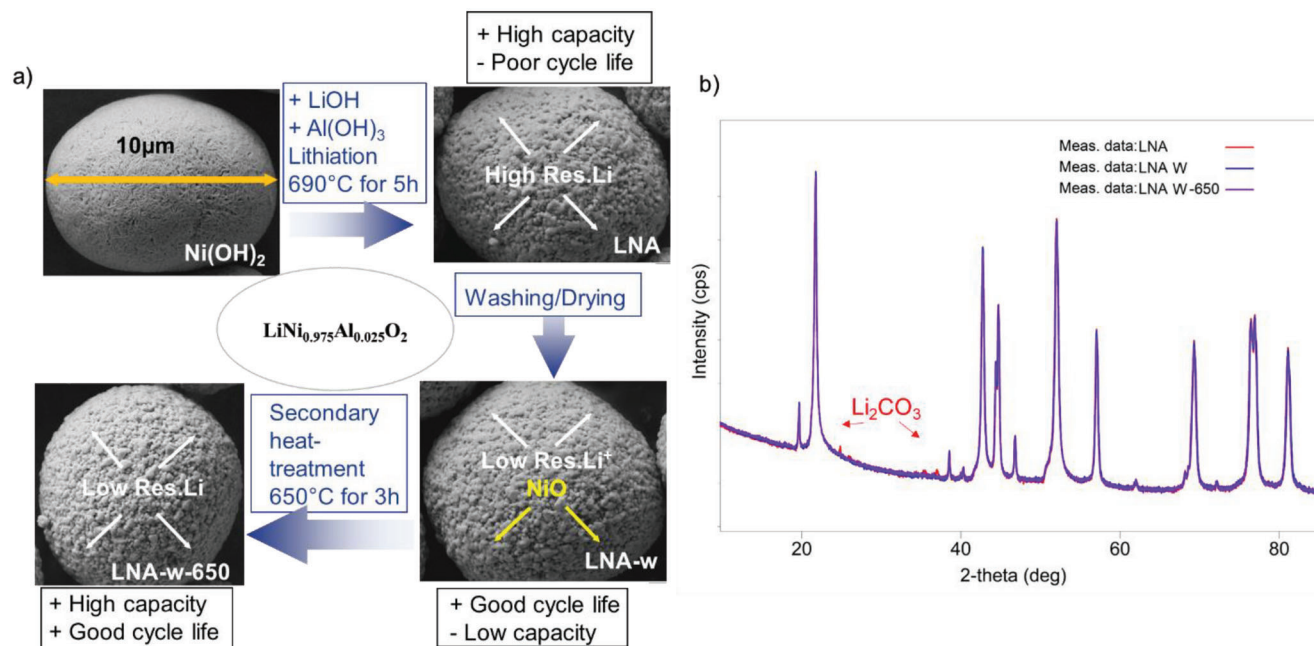 a)
10µm
Ni(OH)₂
+ LiOH
+ Al(OH)₃
Lithiation
690°C for 5h
+ High capacity
- Poor cycle life
High Res.Li
LNA
Washing/Drying
LiNi₀.₉₇₅Al₀.₀₂₅O₂
Low Res.Li⁺
NiO
LNA-w
+ Good cycle life
- Low capacity
Secondary
heat-
treatment
650°C for 3h
Low Res.Li
LNA-w-650
+ High capacity
+ Good cycle life
b)
Meas. data:LNA
Meas. data:LNA W
Meas. data:LNA W-650
Intensity (cps)
Li₂CO₃
20 40 60 80
2-theta (deg)